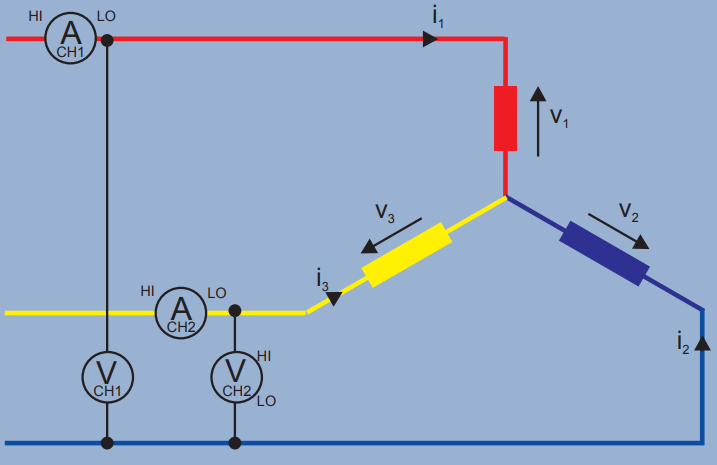 HI
LO
A
CH1
i₁
v₁
v₃
v₂
i₃
HI
LO
A
CH2
i₂
V
CH1
V
CH2
HI
LO